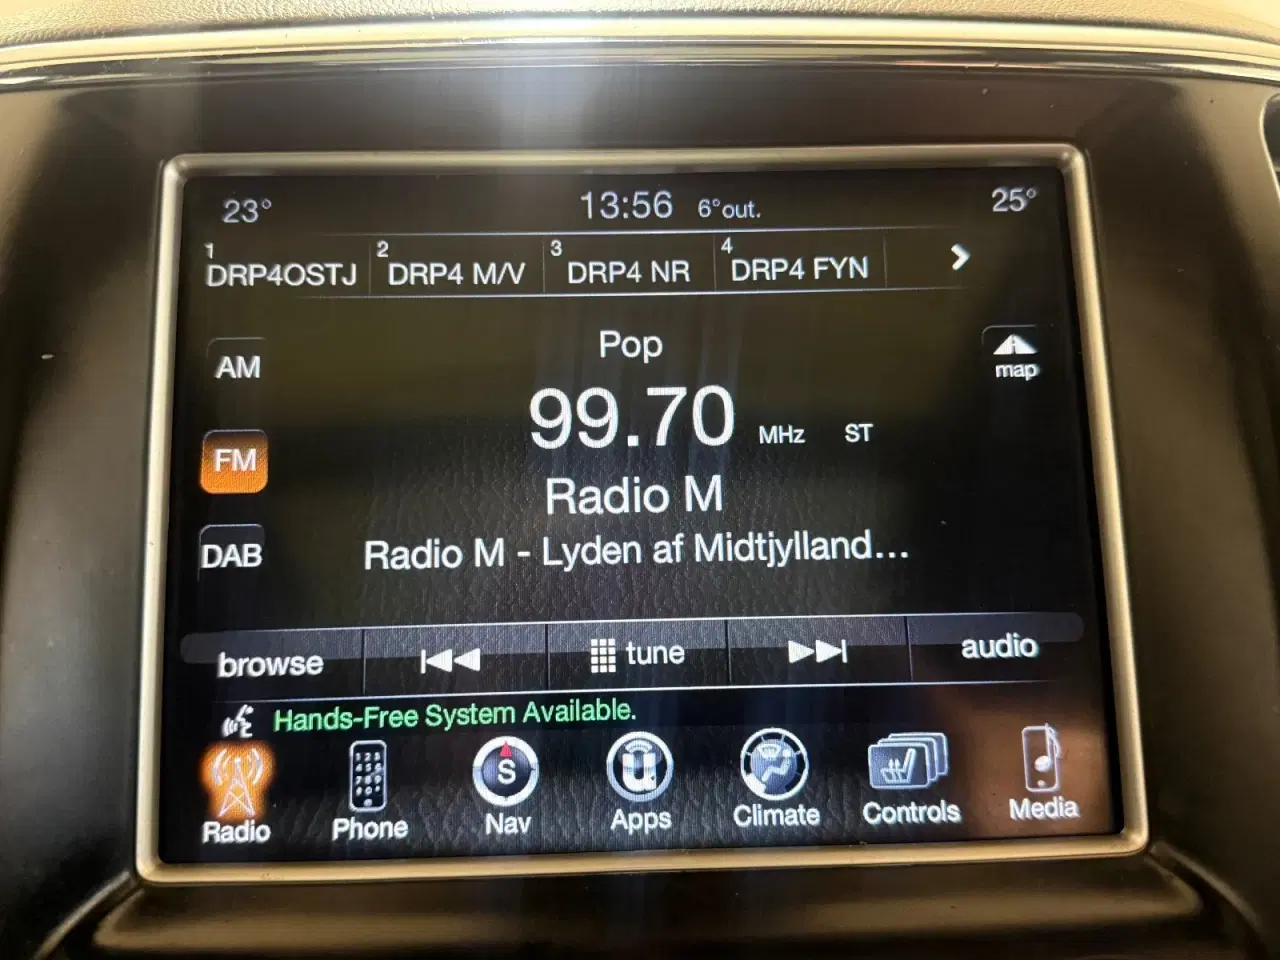 23° 13:56 6°out. 25°
1 DRP4OSTJ 2 DRP4 M/V 3 DRP4 NR 4 DRP4 FYN
Pop
AM
map
99.70 MHz ST
FM
Radio M
DAB
Radio M - Lyden af Midtjylland...
browse tune audio
Hands-Free System Available.
S
Radio Phone Nav Apps Climate Controls Media